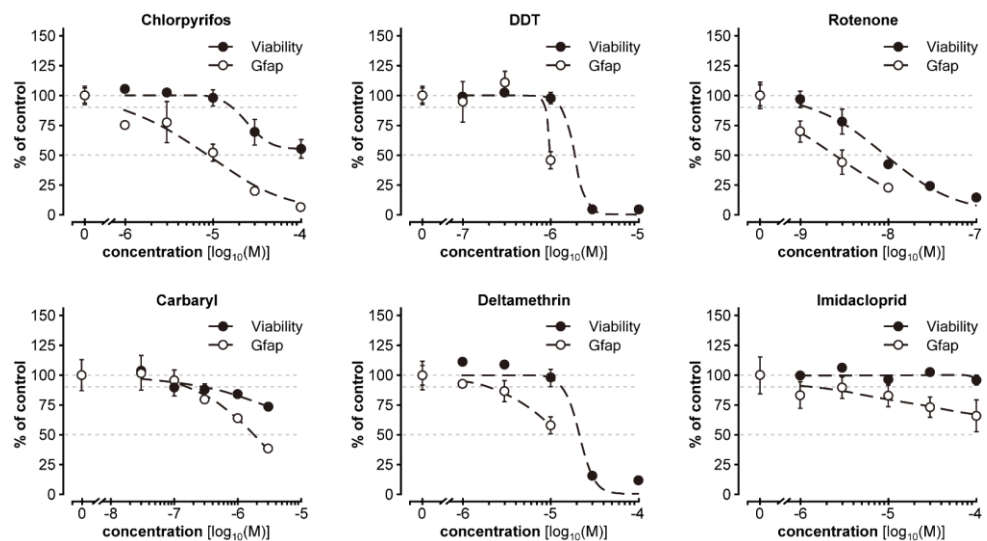 Chlorpyrifos
150
125
100
75
50
25
0
% of control
Viability
Gfap
0 -6 -5 -4
concentration [log10(M)]
DDT
150
125
100
75
50
25
0
% of control
Viability
Gfap
0 -7 -6 -5
concentration [log10(M)]
Rotenone
150
125
100
75
50
25
0
% of control
Viability
Gfap
0 -9 -8 -7
concentration [log10(M)]
Carbaryl
150
125
100
75
50
25
0
% of control
Viability
Gfap
0 -8 -7 -6 -5
concentration [log10(M)]
Deltamethrin
150
125
100
75
50
25
0
% of control
Viability
Gfap
0 -6 -5 -4
concentration [log10(M)]
Imidacloprid
150
125
100
75
50
25
0
% of control
Viability
Gfap
0 -6 -5 -4
concentration [log10(M)]